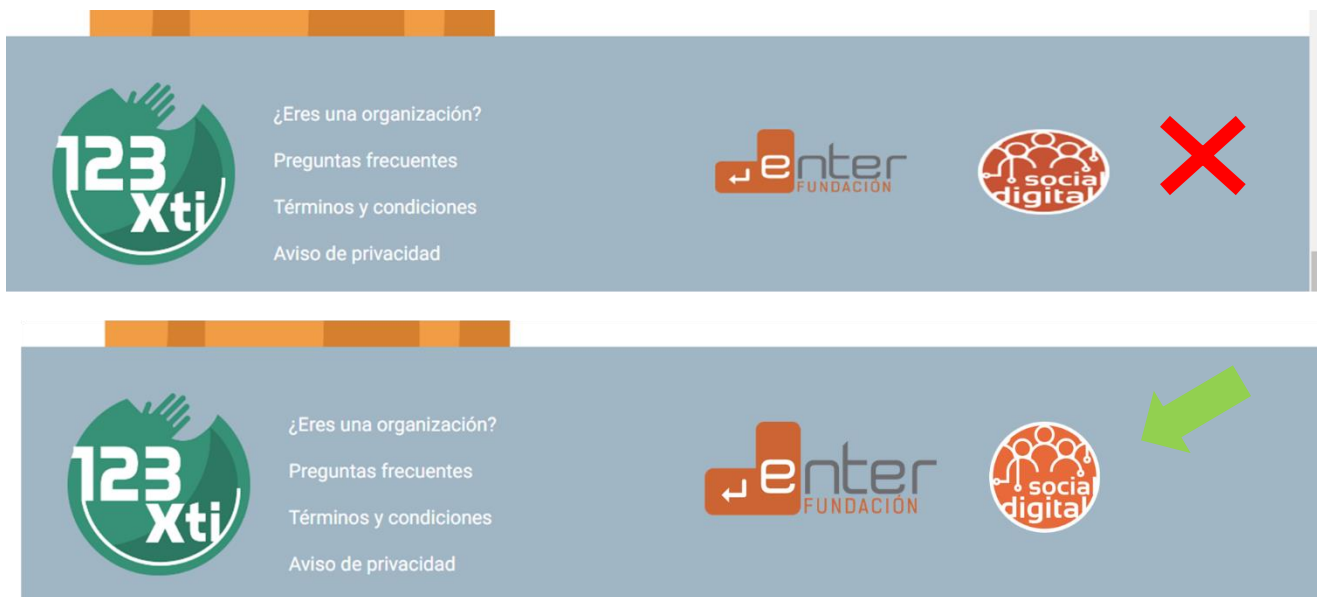 123
Xti
¿Eres una organización?
Preguntas frecuentes
Términos y condiciones
Aviso de privacidad
enter
FUNDACIÓN
social
digital
123
Xti
¿Eres una organización?
Preguntas frecuentes
Términos y condiciones
Aviso de privacidad
enter
FUNDACIÓN
social
digital